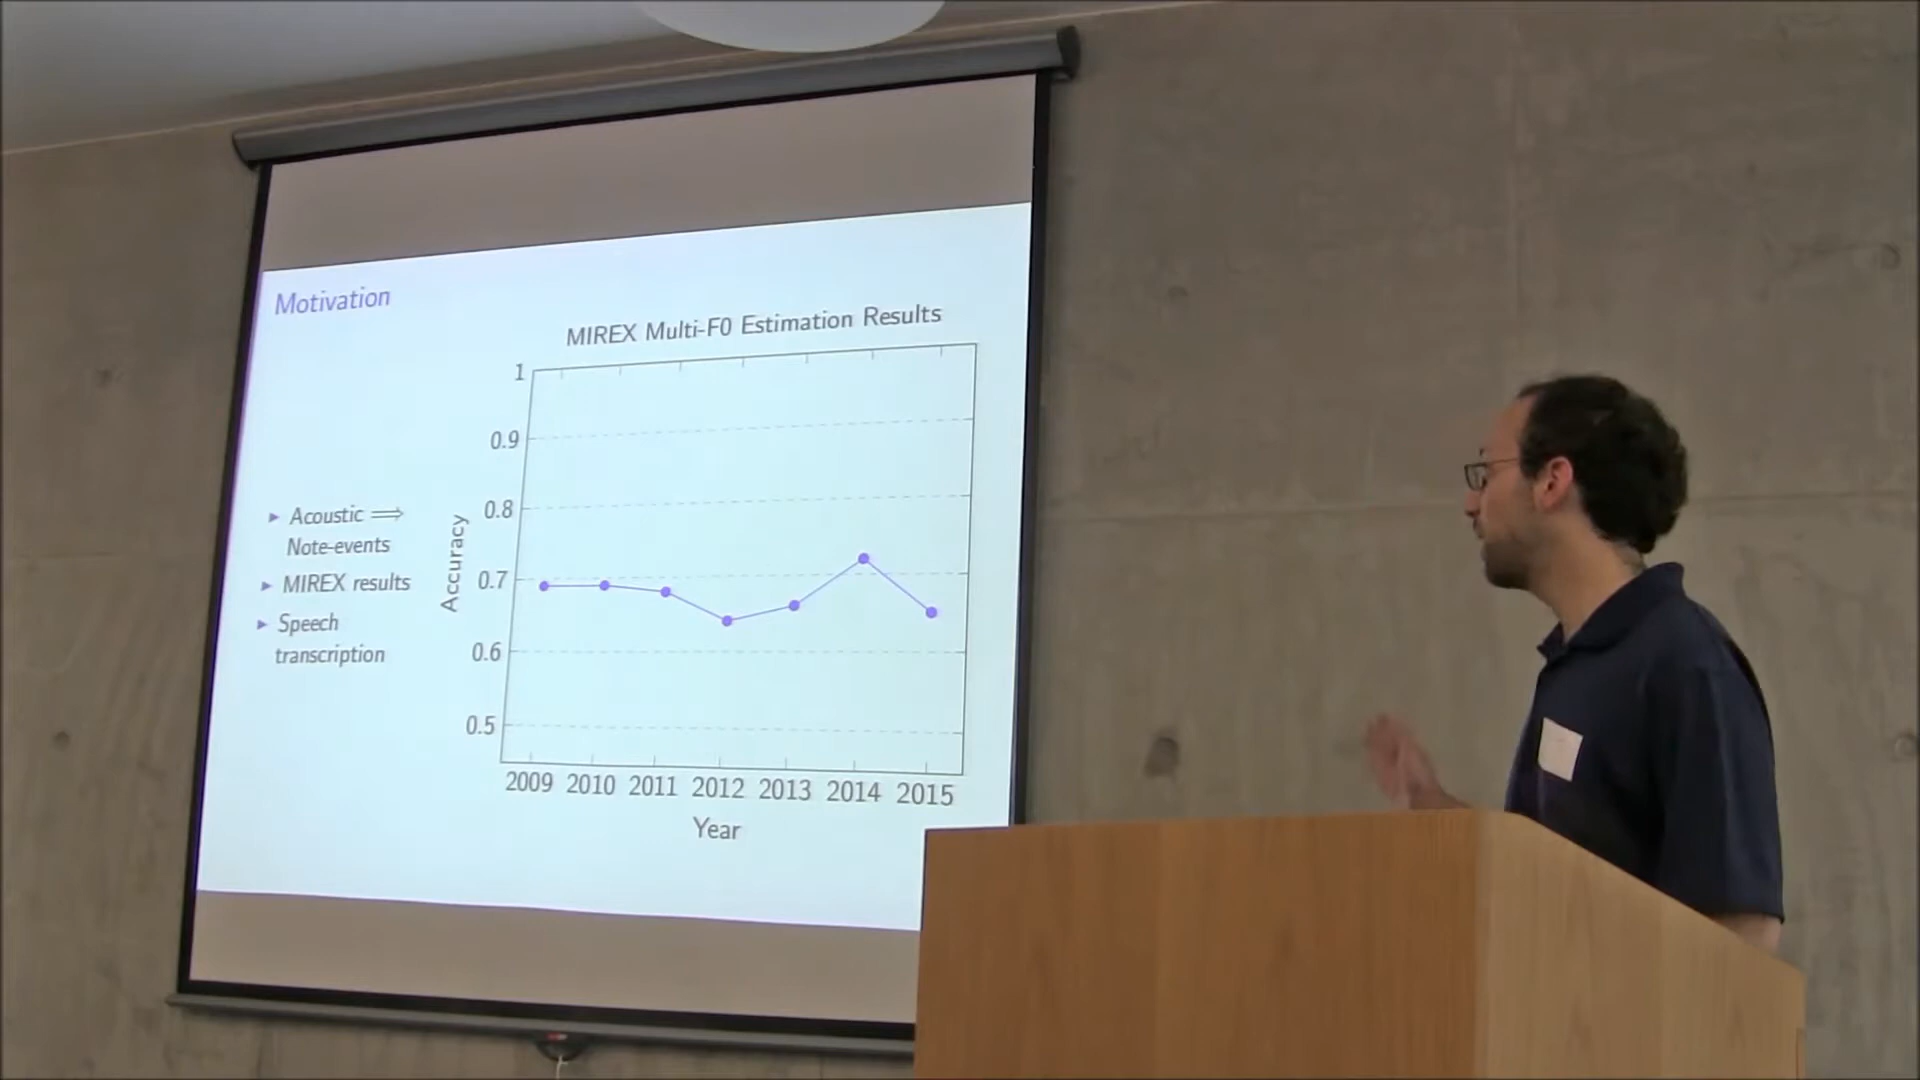 Motivation
▸ Acoustic ⟹
Note-events
▸ MIREX results
▸ Speech
transcription
MIREX Multi-F0 Estimation Results
1
0.9
0.8
0.7
0.6
0.5
Accuracy
2009 2010 2011 2012 2013 2014 2015
Year